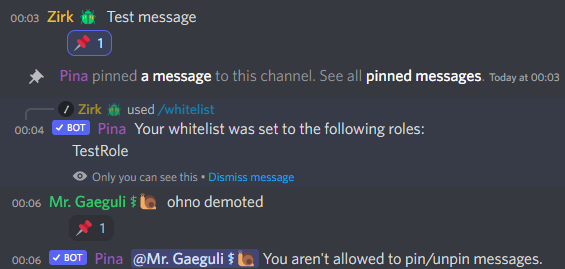 00:03 Zirk 🪲 Test message
📌 1
Pina pinned a message to this channel. See all pinned messages. Today at 00:03
Zirk 🪲 used /whitelist
00:04 ✓ BOT Pina Your whitelist was set to the following roles:
TestRole
Only you can see this • Dismiss message
00:06 Mr. Gaeguli ⚕🐌 ohno demoted
📌 1
00:06 ✓ BOT Pina @Mr. Gaeguli ⚕🐌 You aren't allowed to pin/unpin messages.